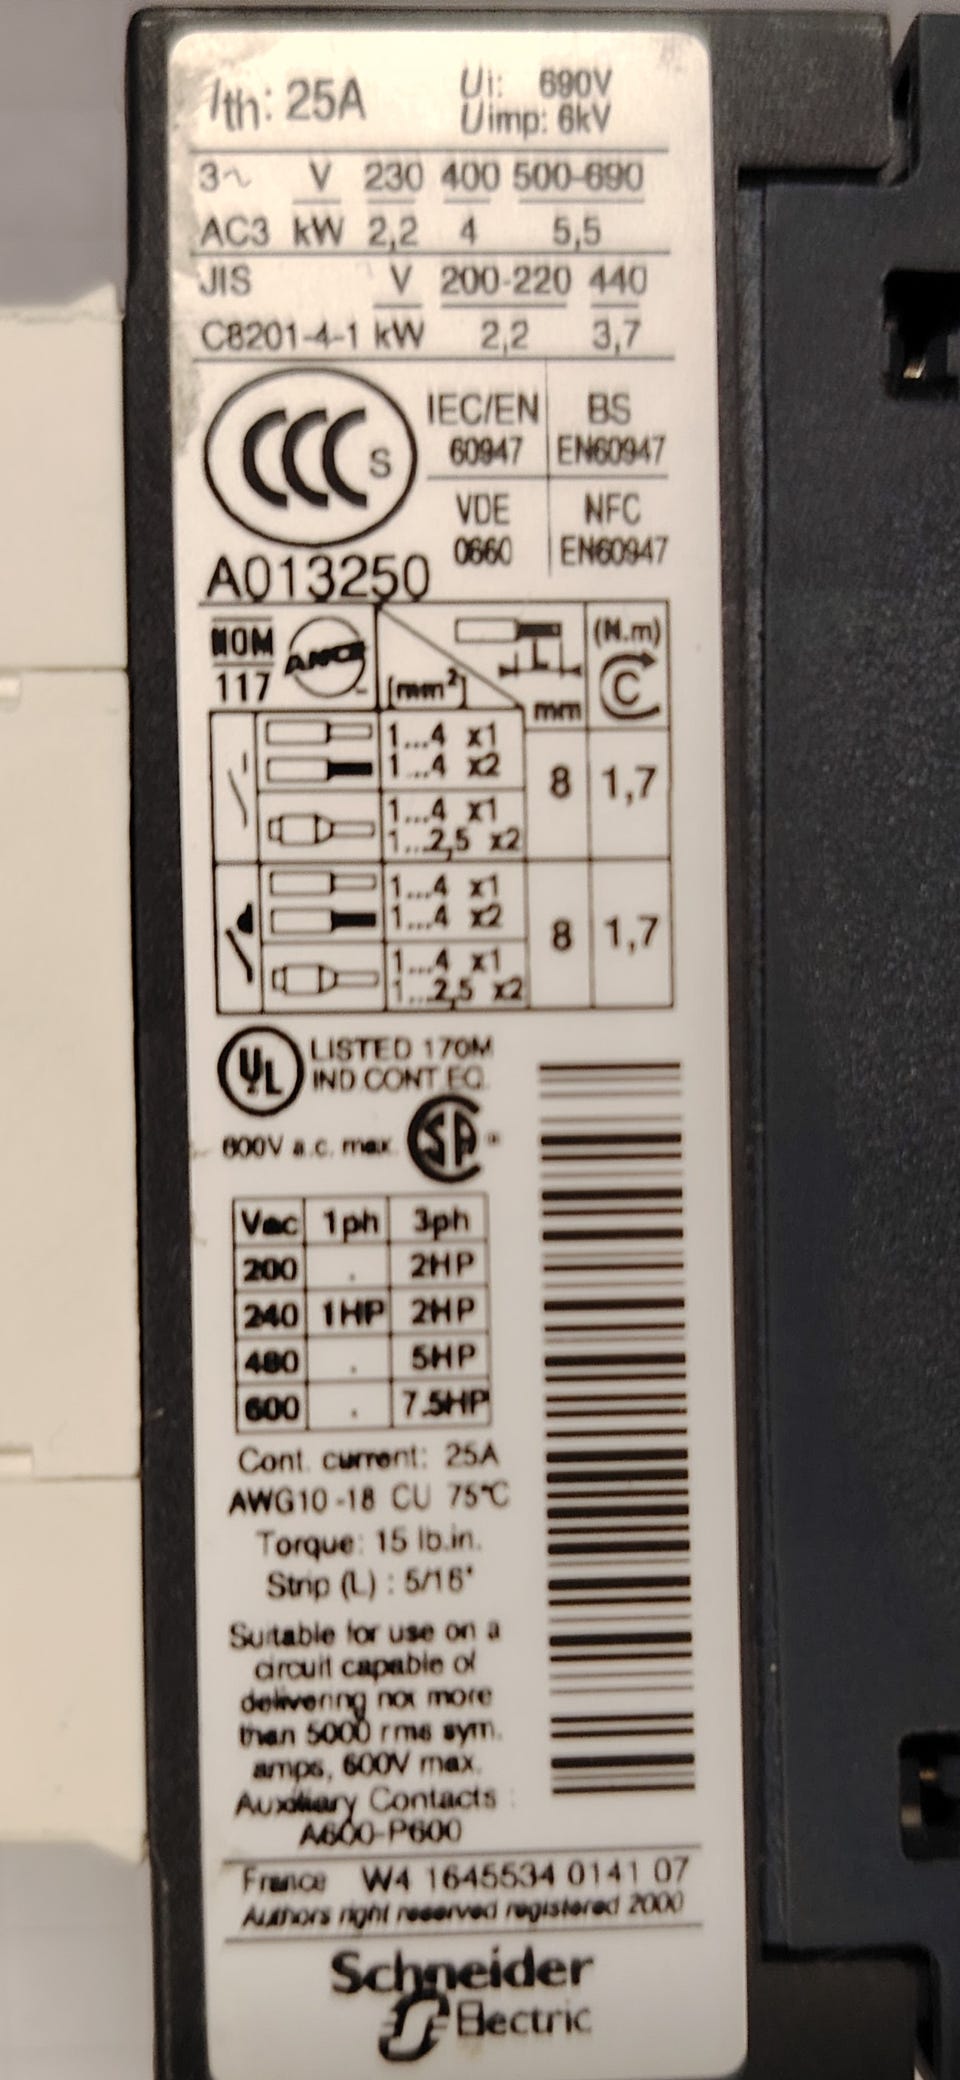 Ith: 25A Ui: 690V
Uimp: 6kV
3~ V 230 400 500-690
AC3 kW 2,2 4 5,5
JIS V 200-220 440
C8201-4-1 kW 2,2 3,7
CCC S
IEC/EN BS
60947 EN60947
VDE NFC
0660 EN60947
A013250
NOM ANCE
117
[mm²] L mm (N.m) C
1...4 x1
1...4 x2
8 1,7
1...4 x1
1...2,5 x2
1...4 x1
1...4 x2
8 1,7
1...4 x1
1...2,5 x2
UL LISTED 170M
IND.CONT.EQ.
600V a.c. max. SA ®
Vac 1ph 3ph
200 . 2HP
240 1HP 2HP
480 . 5HP
600 . 7.5HP
Cont. current: 25A
AWG10-18 CU 75°C
Torque: 15 lb.in.
Strip (L) : 5/16"
Suitable for use on a
circuit capable of
delivering not more
than 5000 rms sym.
amps, 600V max.
Auxiliary Contacts :
A600-P600
France W4 1645534 0141 07
Authors right reserved registered 2000
Schneider
Electric